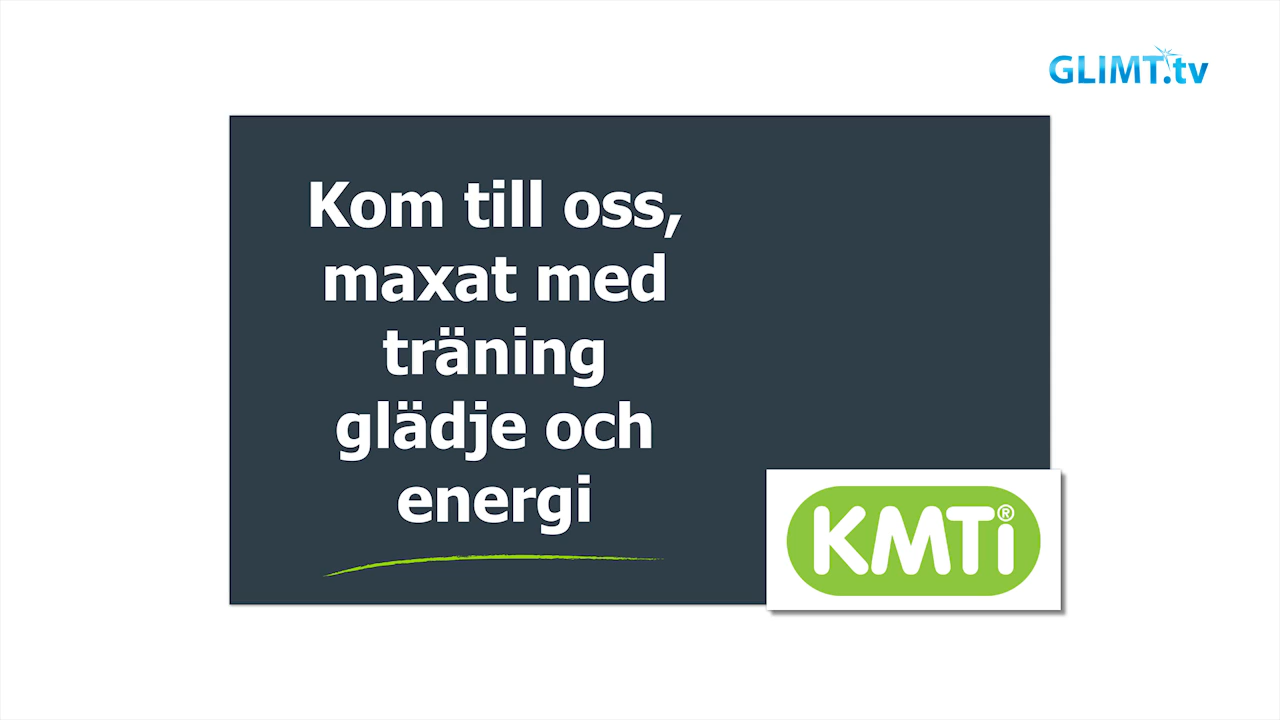 GLIMT.tv
Kom till oss,
maxat med
träning
glädje och
energi
KMTi®